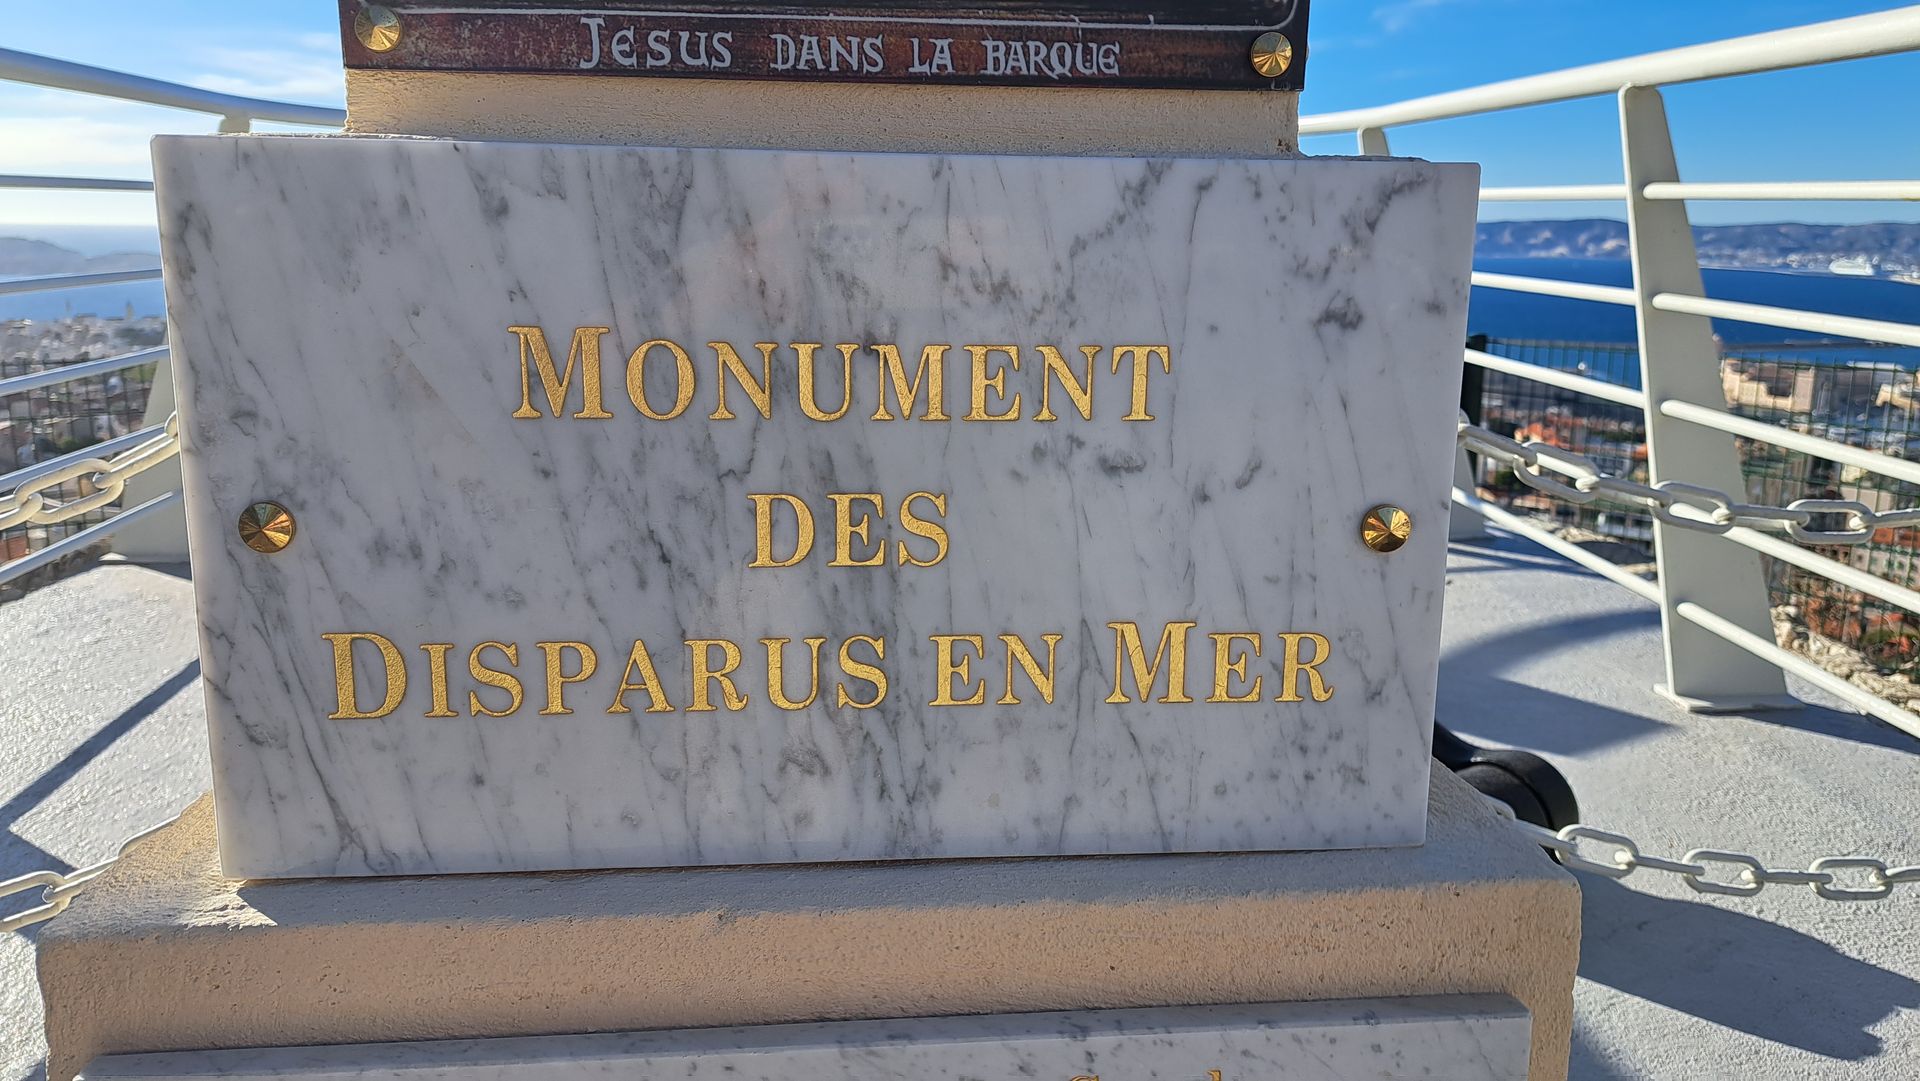 JESUS DANS LA BARQUE
MONUMENT
DES
DISPARUS EN MER